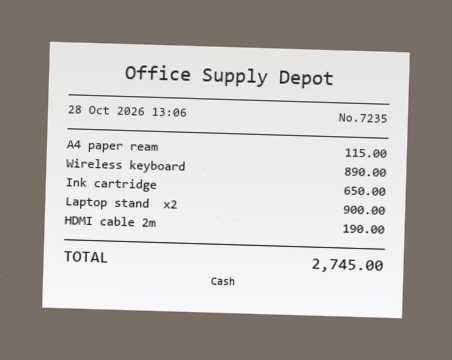 Office Supply Depot
28 Oct 2026 13:06 No.7235
A4 paper ream 115.00
Wireless keyboard 890.00
Ink cartridge 650.00
Laptop stand x2 900.00
HDMI cable 2m 190.00
TOTAL 2,745.00
Cash